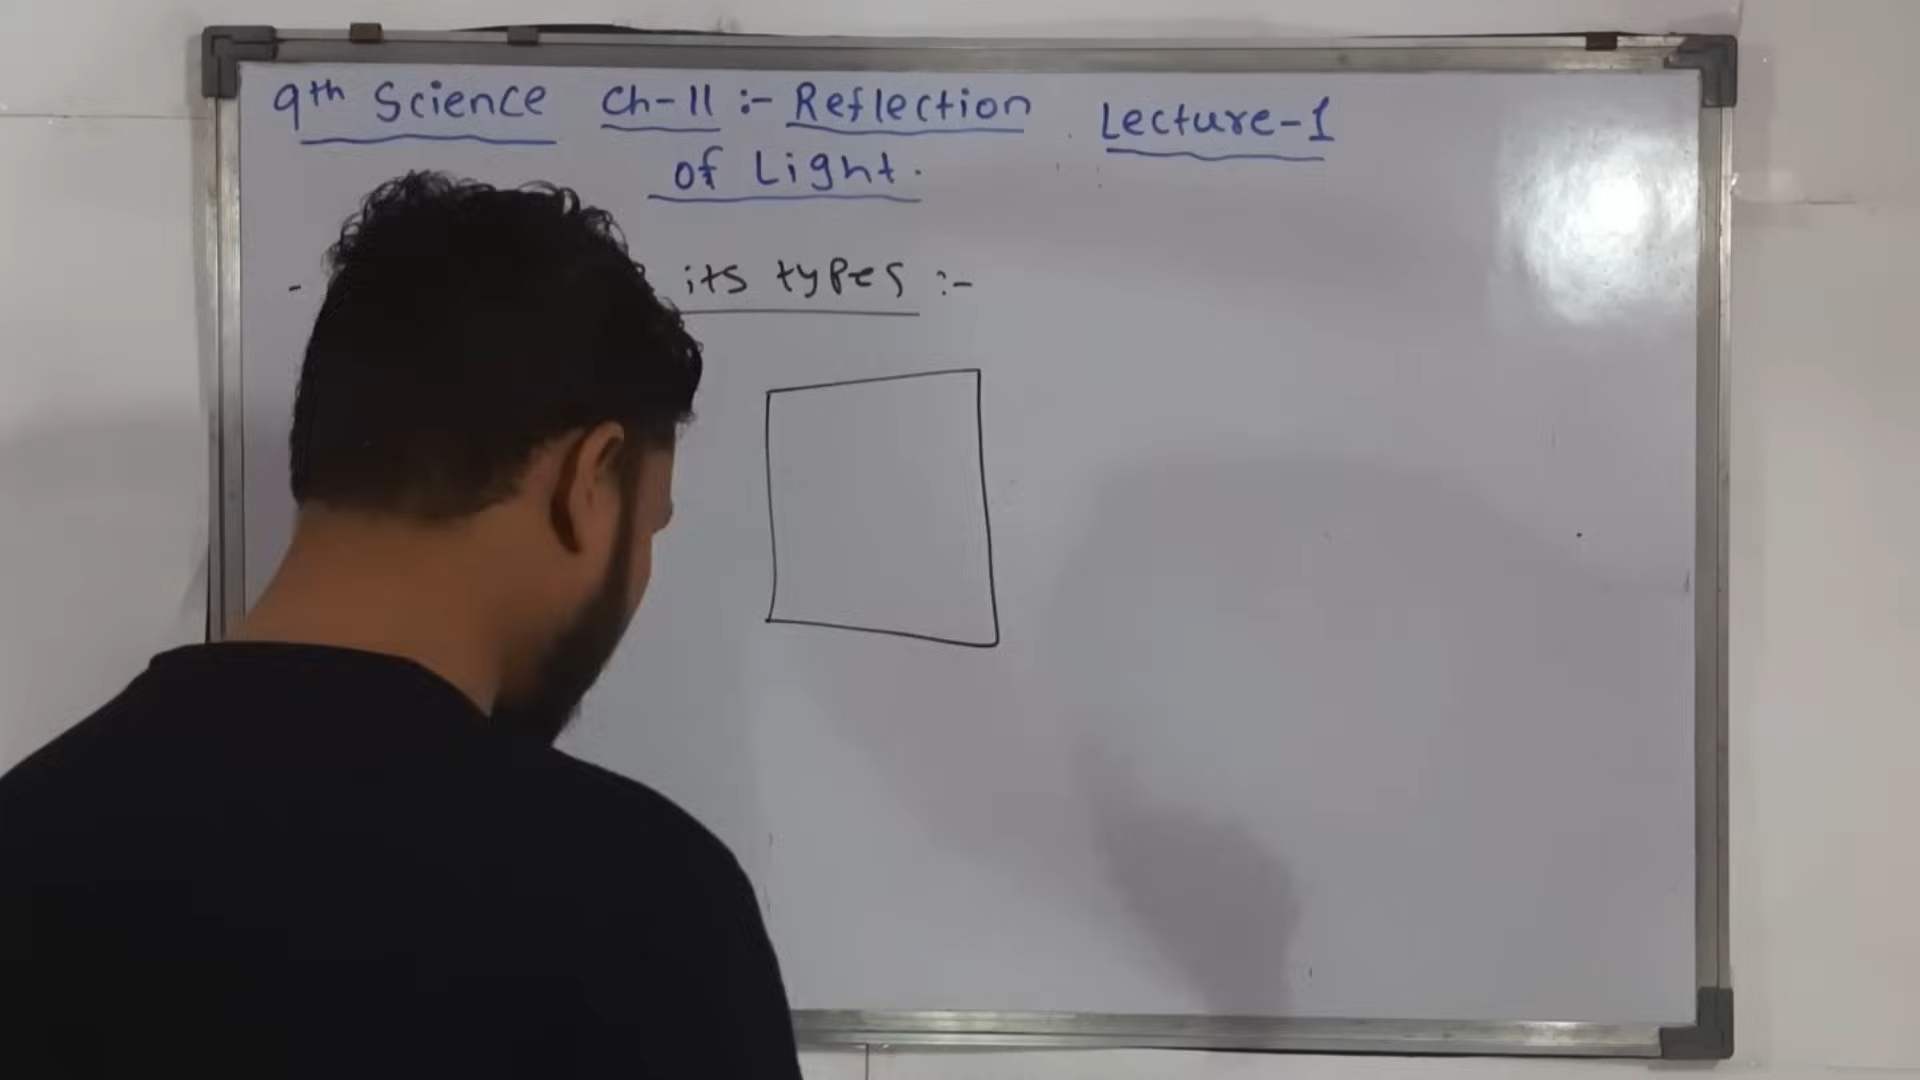 9th Science Ch-11 :- Reflection Lecture-1
of Light.
- its types :-